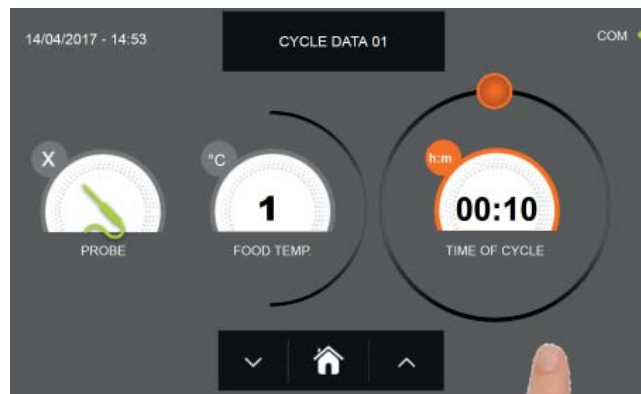 14/04/2017 - 14:53
CYCLE DATA 01
COM
X
PROBE
°C
1
FOOD TEMP.
h:m
00:10
TIME OF CYCLE